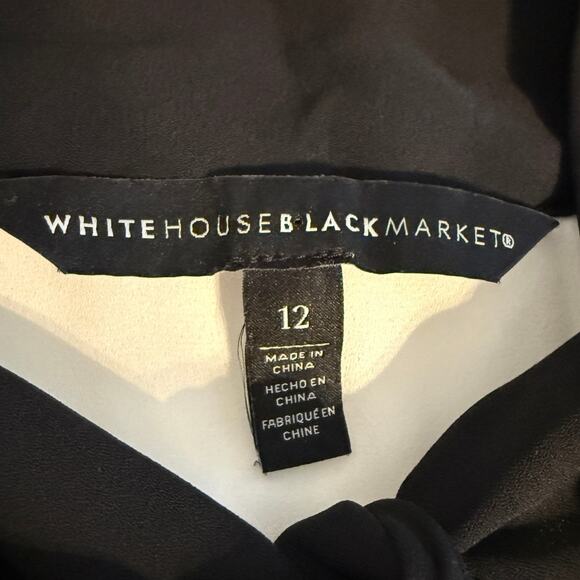 WHITEHOUSEBLACKMARKET®
12
MADE IN
CHINA
HECHO EN
CHINA
FABRIQUÉ EN
CHINE